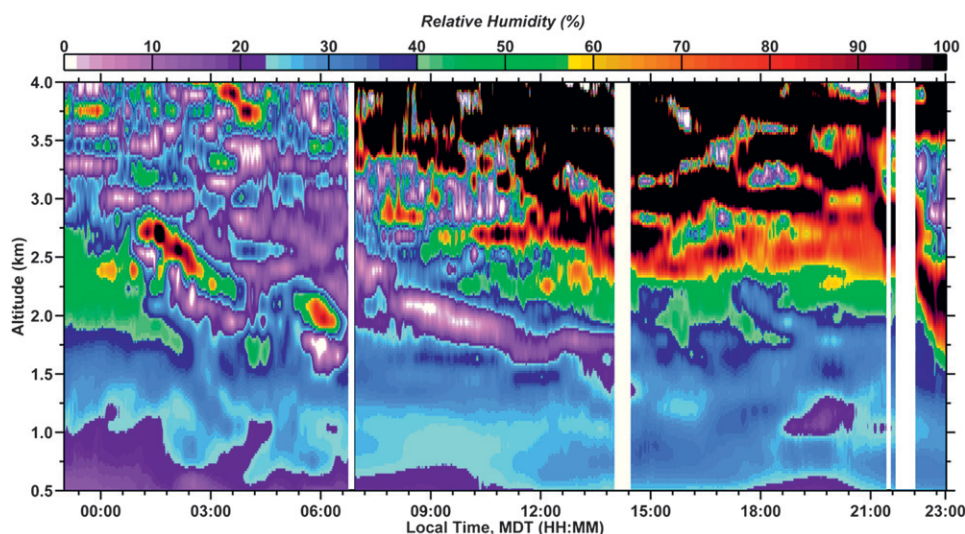 Relative Humidity (%)
0 10 20 30 40 50 60 70 80 90 100
4.0
3.5
3.0
2.5
2.0
1.5
1.0
0.5
Altitude (km)
00:00 03:00 06:00 09:00 12:00 15:00 18:00 21:00 23:00
Local Time, MDT (HH:MM)